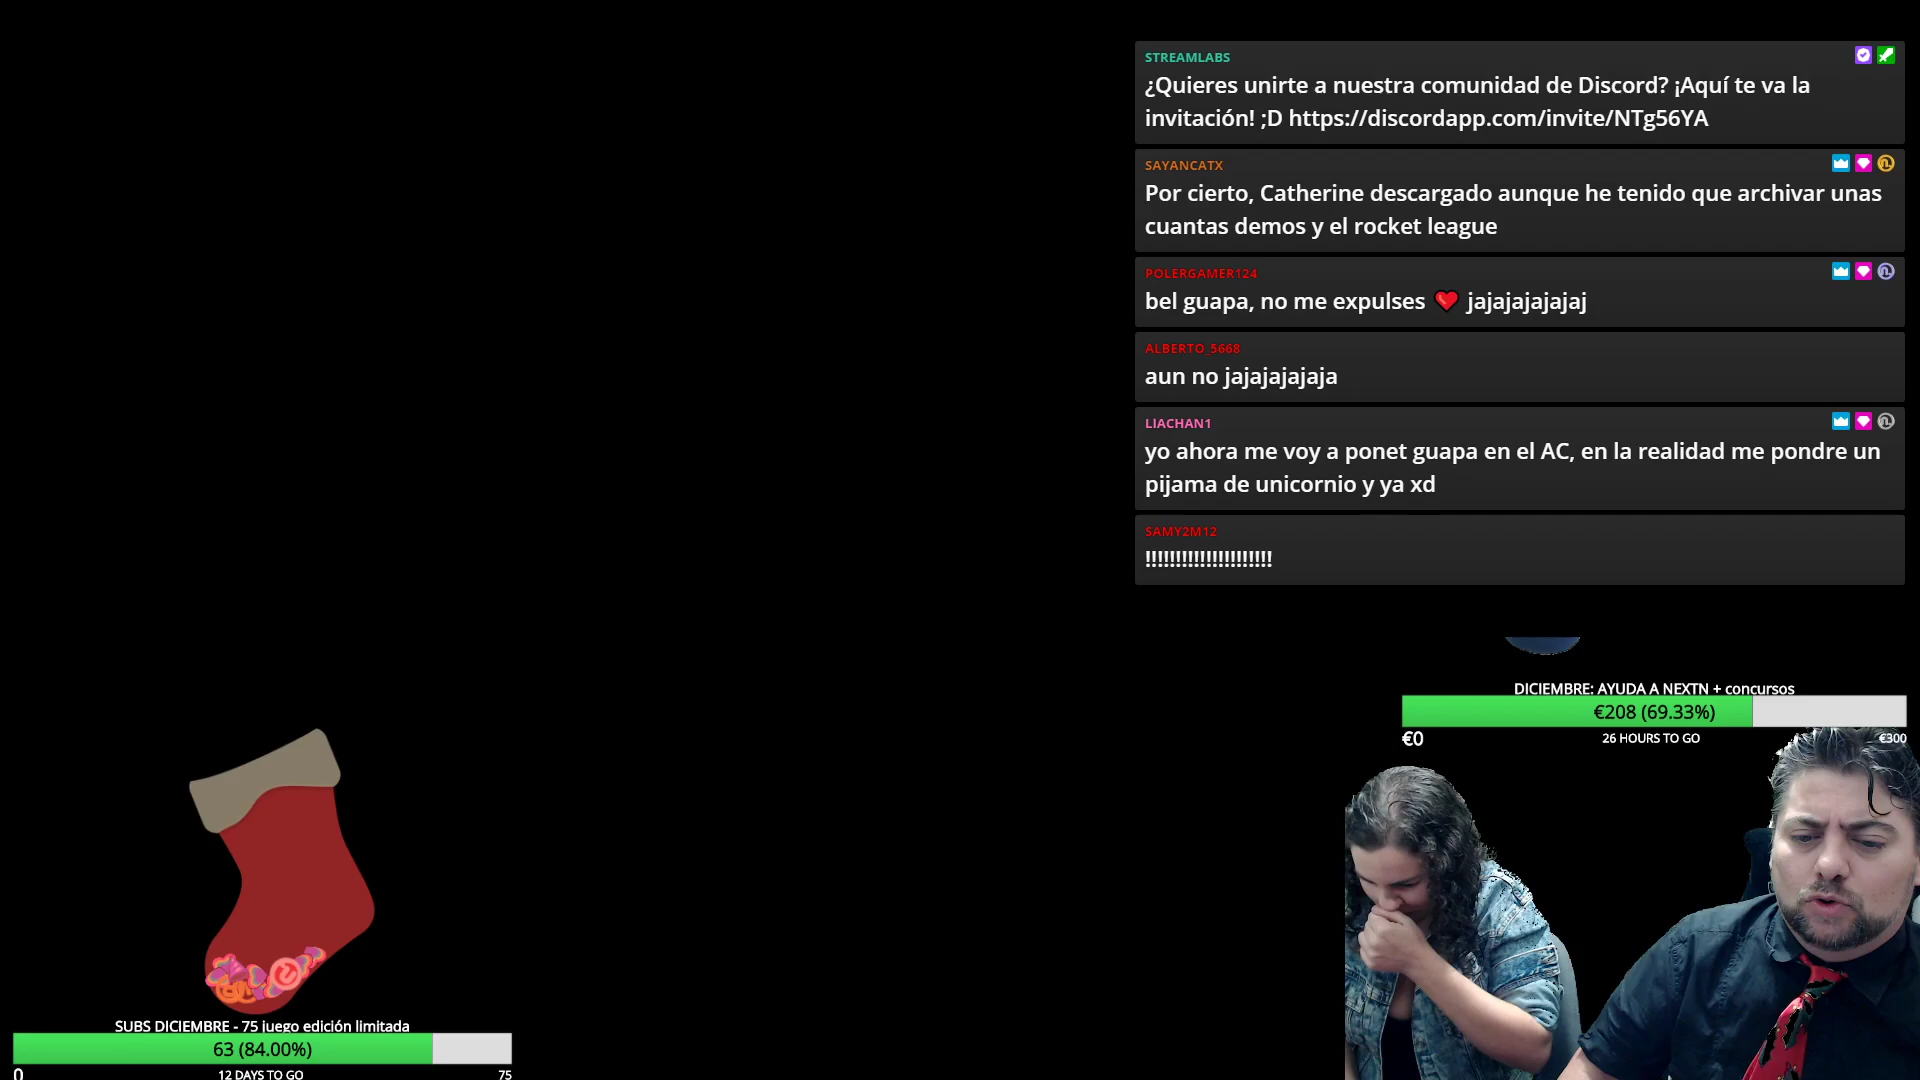 STREAMLABS
¿Quieres unirte a nuestra comunidad de Discord? ¡Aquí te va la
invitación! ;D https://discordapp.com/invite/NTg56YA
SAYANCATX
Por cierto, Catherine descargado aunque he tenido que archivar unas
cuantas demos y el rocket league
POLERGAMER124
bel guapa, no me expulses ❤ jajajajajajaj
ALBERTO_5668
aun no jajajajajaja
LIACHAN1
yo ahora me voy a ponet guapa en el AC, en la realidad me pondre un
pijama de unicornio y ya xd
SAMY2M12
!!!!!!!!!!!!!!!!!!!!!
DICIEMBRE: AYUDA A NEXTN + concursos
€208 (69.33%)
€0 26 HOURS TO GO €300
SUBS DICIEMBRE - 75 juego edición limitada
63 (84.00%)
0 12 DAYS TO GO 75